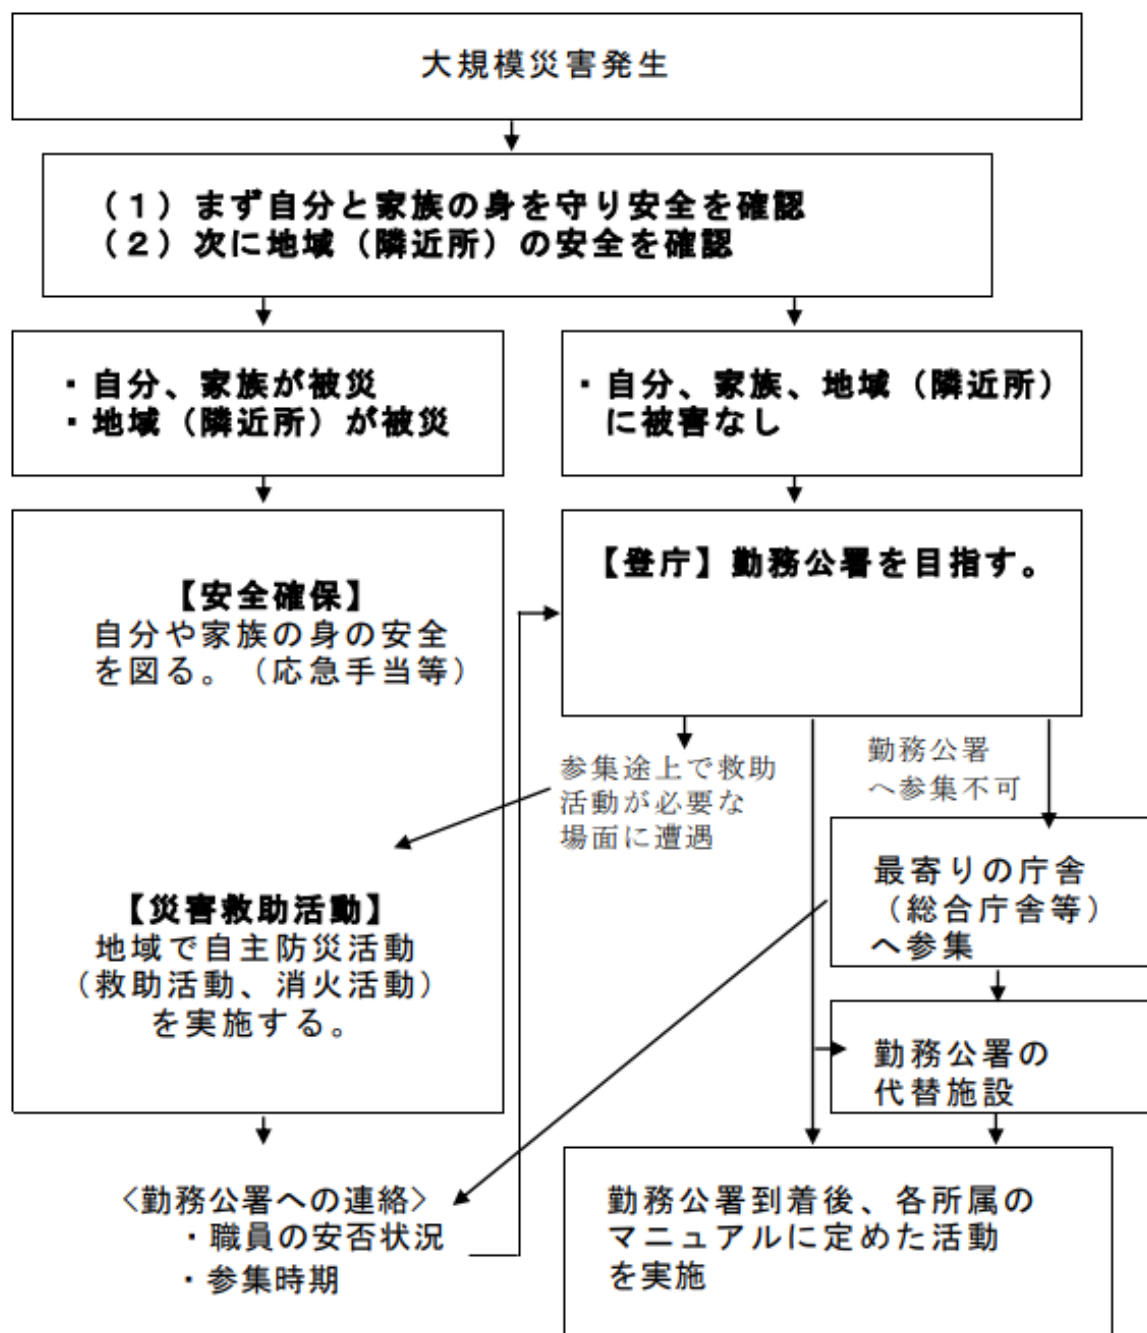 大規模災害発生
（１）まず自分と家族の身を守り安全を確認
（２）次に地域（隣近所）の安全を確認
・自分、家族が被災
・地域（隣近所）が被災
・自分、家族、地域（隣近所）
に被害なし
【安全確保】
自分や家族の身の安全
を図る。（応急手当等）
【登庁】勤務公署を目指す。
参集途上で救助
活動が必要な
場面に遭遇
勤務公署
へ参集不可
【災害救助活動】
地域で自主防災活動
（救助活動、消火活動）
を実施する。
最寄りの庁舎
（総合庁舎等）
へ参集
勤務公署の
代替施設
<勤務公署への連絡>
・職員の安否状況
・参集時期
勤務公署到着後、各所属の
マニュアルに定めた活動
を実施